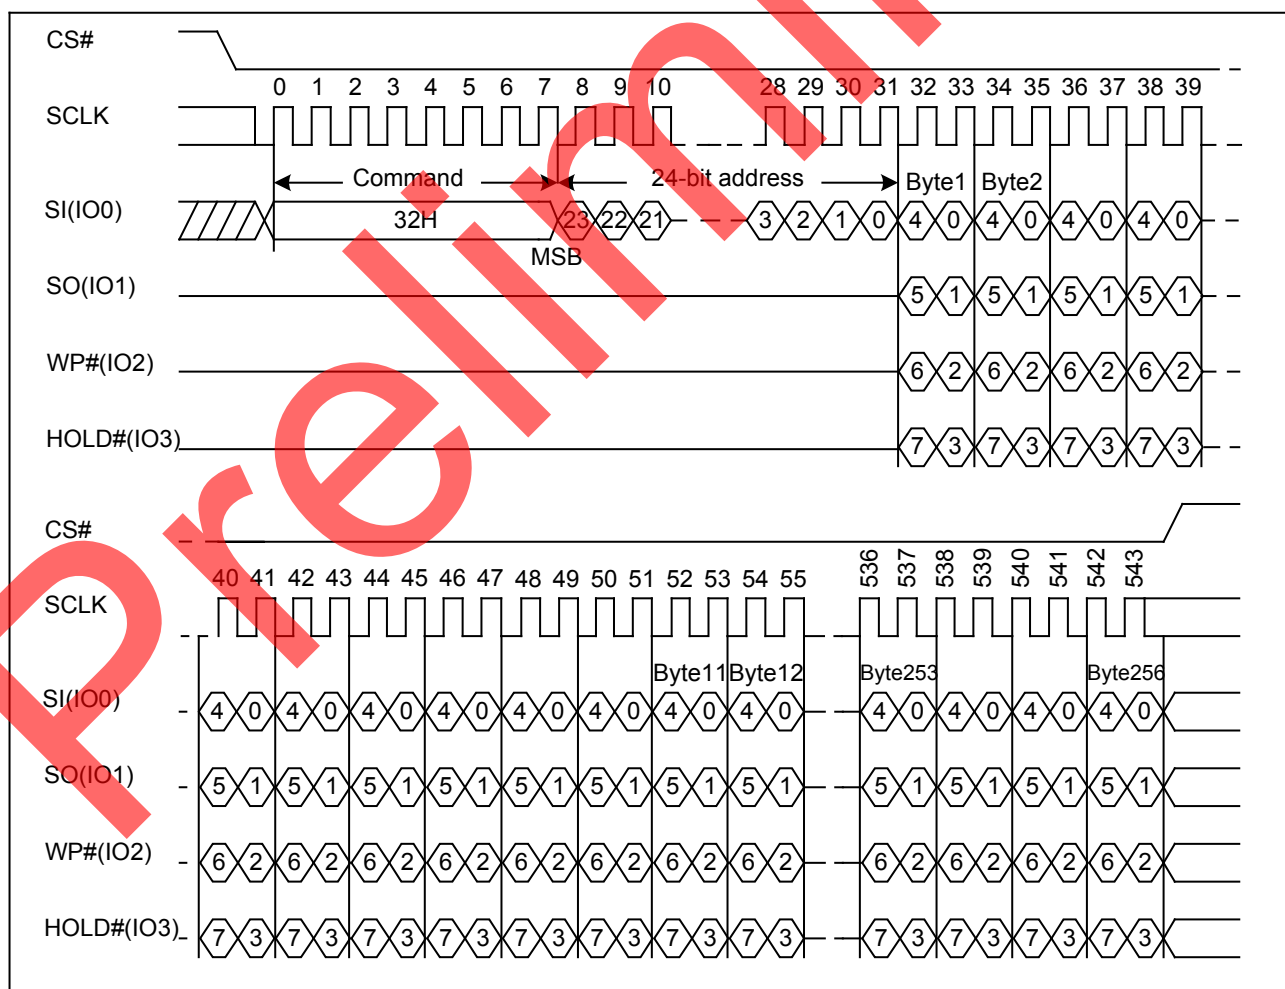 CS#
0 1 2 3 4 5 6 7 8 9 10 28 29 30 31 32 33 34 35 36 37 38 39
SCLK
Command 24-bit address Byte1 Byte2
SI(IO0) 32H 23 22 21 3 2 1 0 4 0 4 0 4 0 4 0
MSB
SO(IO1) 5 1 5 1 5 1 5 1
WP#(IO2) 6 2 6 2 6 2 6 2
HOLD#(IO3) 7 3 7 3 7 3 7 3
CS#
40 41 42 43 44 45 46 47 48 49 50 51 52 53 54 55 536 537 538 539 540 541 542 543
SCLK
Byte11 Byte12 Byte253 Byte256
SI(IO0) 4 0 4 0 4 0 4 0 4 0 4 0 4 0 4 0 4 0 4 0 4 0 4 0
SO(IO1) 5 1 5 1 5 1 5 1 5 1 5 1 5 1 5 1 5 1 5 1 5 1 5 1
WP#(IO2) 6 2 6 2 6 2 6 2 6 2 6 2 6 2 6 2 6 2 6 2 6 2 6 2
HOLD#(IO3) 7 3 7 3 7 3 7 3 7 3 7 3 7 3 7 3 7 3 7 3 7 3 7 3
Prelimi